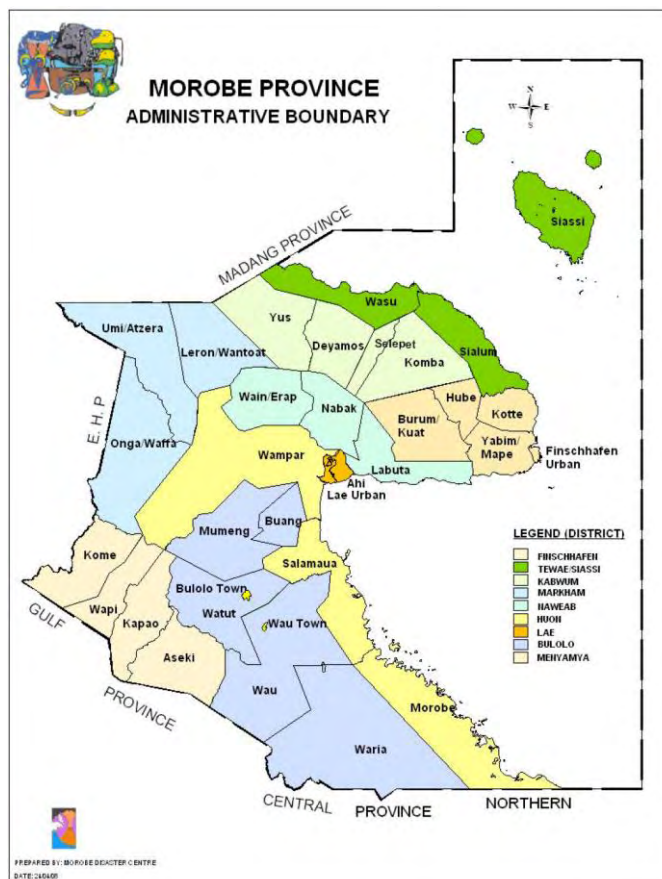 MOROBE PROVINCE
ADMINISTRATIVE BOUNDARY
N
W E
S
Siassi
MADANG PROVINCE
Wasu
Umi/Atzera
Yus
Leron/Wantoat
Deyamos
Selepet
Komba
Sialum
E. H. P
Wain/Erap
Nabak
Hube
Kotte
Burum/
Kuat
Onga/Waffa
Wampar
Yabim/
Mape
Finschhafen
Urban
Labuta
Ahi
Lae Urban
Buang
Mumeng
Kome
Salamaua
GULF
Wapi
Kapao
Bulolo Town
Watut
Wau Town
Aseki
PROVINCE
Wau
Morobe
Waria
CENTRAL
PROVINCE
NORTHERN
LEGEND (DISTRICT)
FINSCHHAFEN
TEWAE/SIASSI
KABWUM
MARKHAM
NAWEAB
HUON
LAE
BULOLO
MENYAMYA
PREPARED BY: MOROBE DISASTER CENTRE